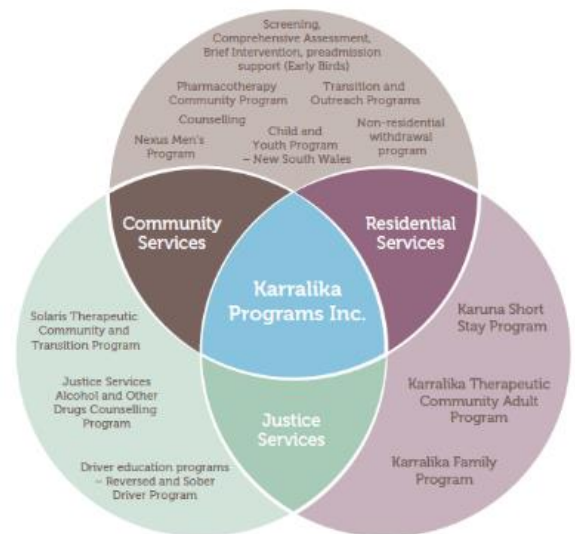 Screening,
Comprehensive Assessment,
Brief Intervention, preadmission
support (Early Birds)
Pharmacotherapy
Community Program
Transition and
Outreach Programs
Counselling
Nexus Men's
Program
Child and
Youth Program
– New South Wales
Non-residential
withdrawal
program
Community
Services
Residential
Services
Karralika
Programs Inc.
Solaris Therapeutic
Community and
Transition Program
Justice Services
Alcohol and Other
Drugs Counselling
Program
Driver education programs
– Reversed and Sober
Driver Program
Justice
Services
Karuna Short
Stay Program
Karralika Therapeutic
Community Adult
Program
Karralika Family
Program